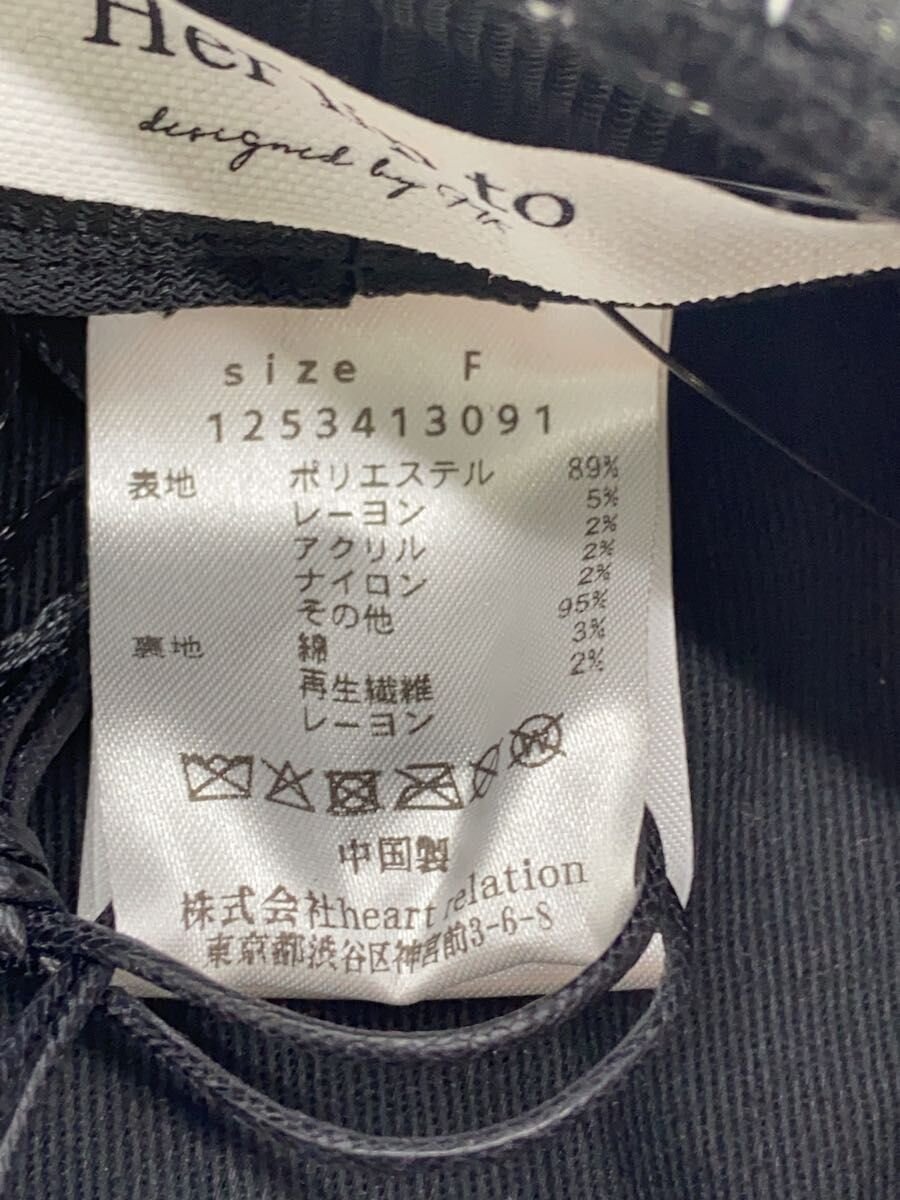 Her to
designed by
size F
1253413091
表地 ポリエステル 89%
レーヨン 5%
アクリル 2%
ナイロン 2%
その他 2%
裏地 綿 95%
再生繊維 3%
レーヨン 2%
W
中国製
株式会社heart relation
東京都渋谷区神宮前3-6-8